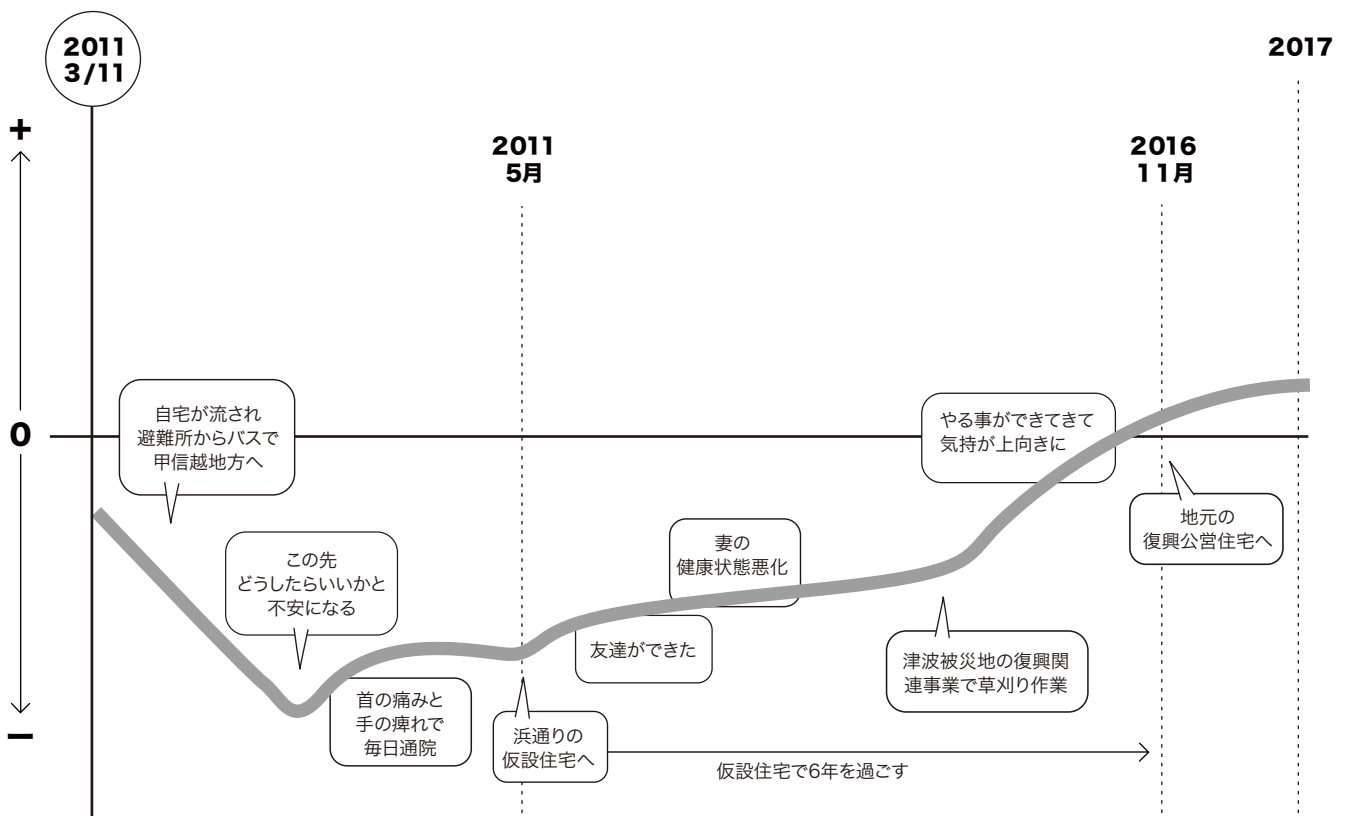 2011
3/11
2017
+
2011
5月
2016
11月
自宅が流され
避難所からバスで
甲信越地方へ
0
やる事ができてきて
気持が上向きに
地元の
復興公営住宅へ
この先
どうしたらいいかと
不安になる
妻の
健康状態悪化
友達ができた
津波被災地の復興関
連事業で草刈り作業
首の痛みと
手の痺れで
毎日通院
浜通りの
仮設住宅へ
仮設住宅で6年を過ごす
−